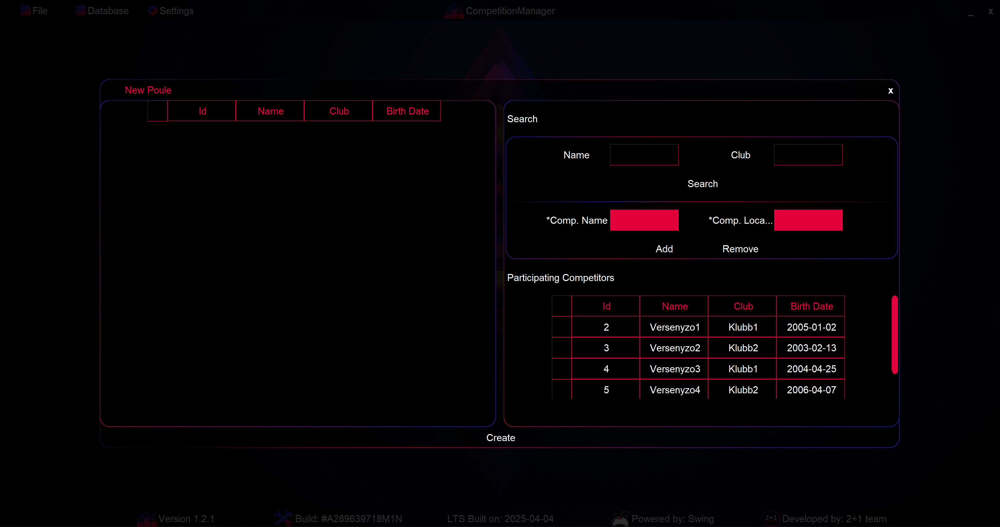 File Database Settings CompetitionManager _ x
New Poule x
Id Name Club Birth Date
Search
Name Club
Search
*Comp. Name *Comp. Loca...
Add Remove
Participating Competitors
Id Name Club Birth Date
2 Versenyzo1 Klubb1 2005-01-02
3 Versenyzo2 Klubb2 2003-02-13
4 Versenyzo3 Klubb1 2004-04-25
5 Versenyzo4 Klubb2 2006-04-07
Create
Version 1.2.1 Build: #A289639718M1N LTS Built on: 2025-04-04 Powered by: Swing 2+1 Developed by: 2+1 team